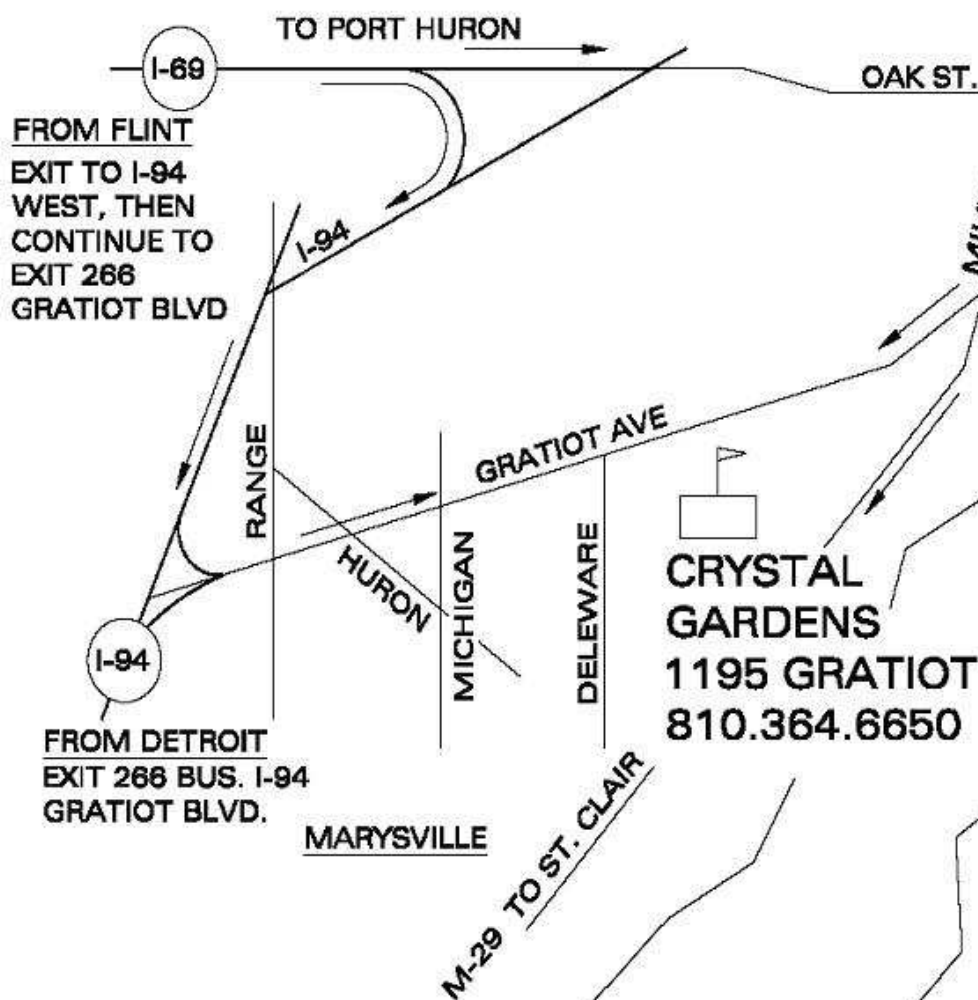 TO PORT HURON
I-69
OAK ST.
FROM FLINT
EXIT TO I-94
WEST, THEN
CONTINUE TO
EXIT 266
GRATIOT BLVD
I-94
RANGE
GRATIOT AVE
HURON
MICHIGAN
DELEWARE
CRYSTAL
GARDENS
1195 GRATIOT
810.364.6650
I-94
FROM DETROIT
EXIT 266 BUS. I-94
GRATIOT BLVD.
MARYSVILLE
M-29 TO ST. CLAIR